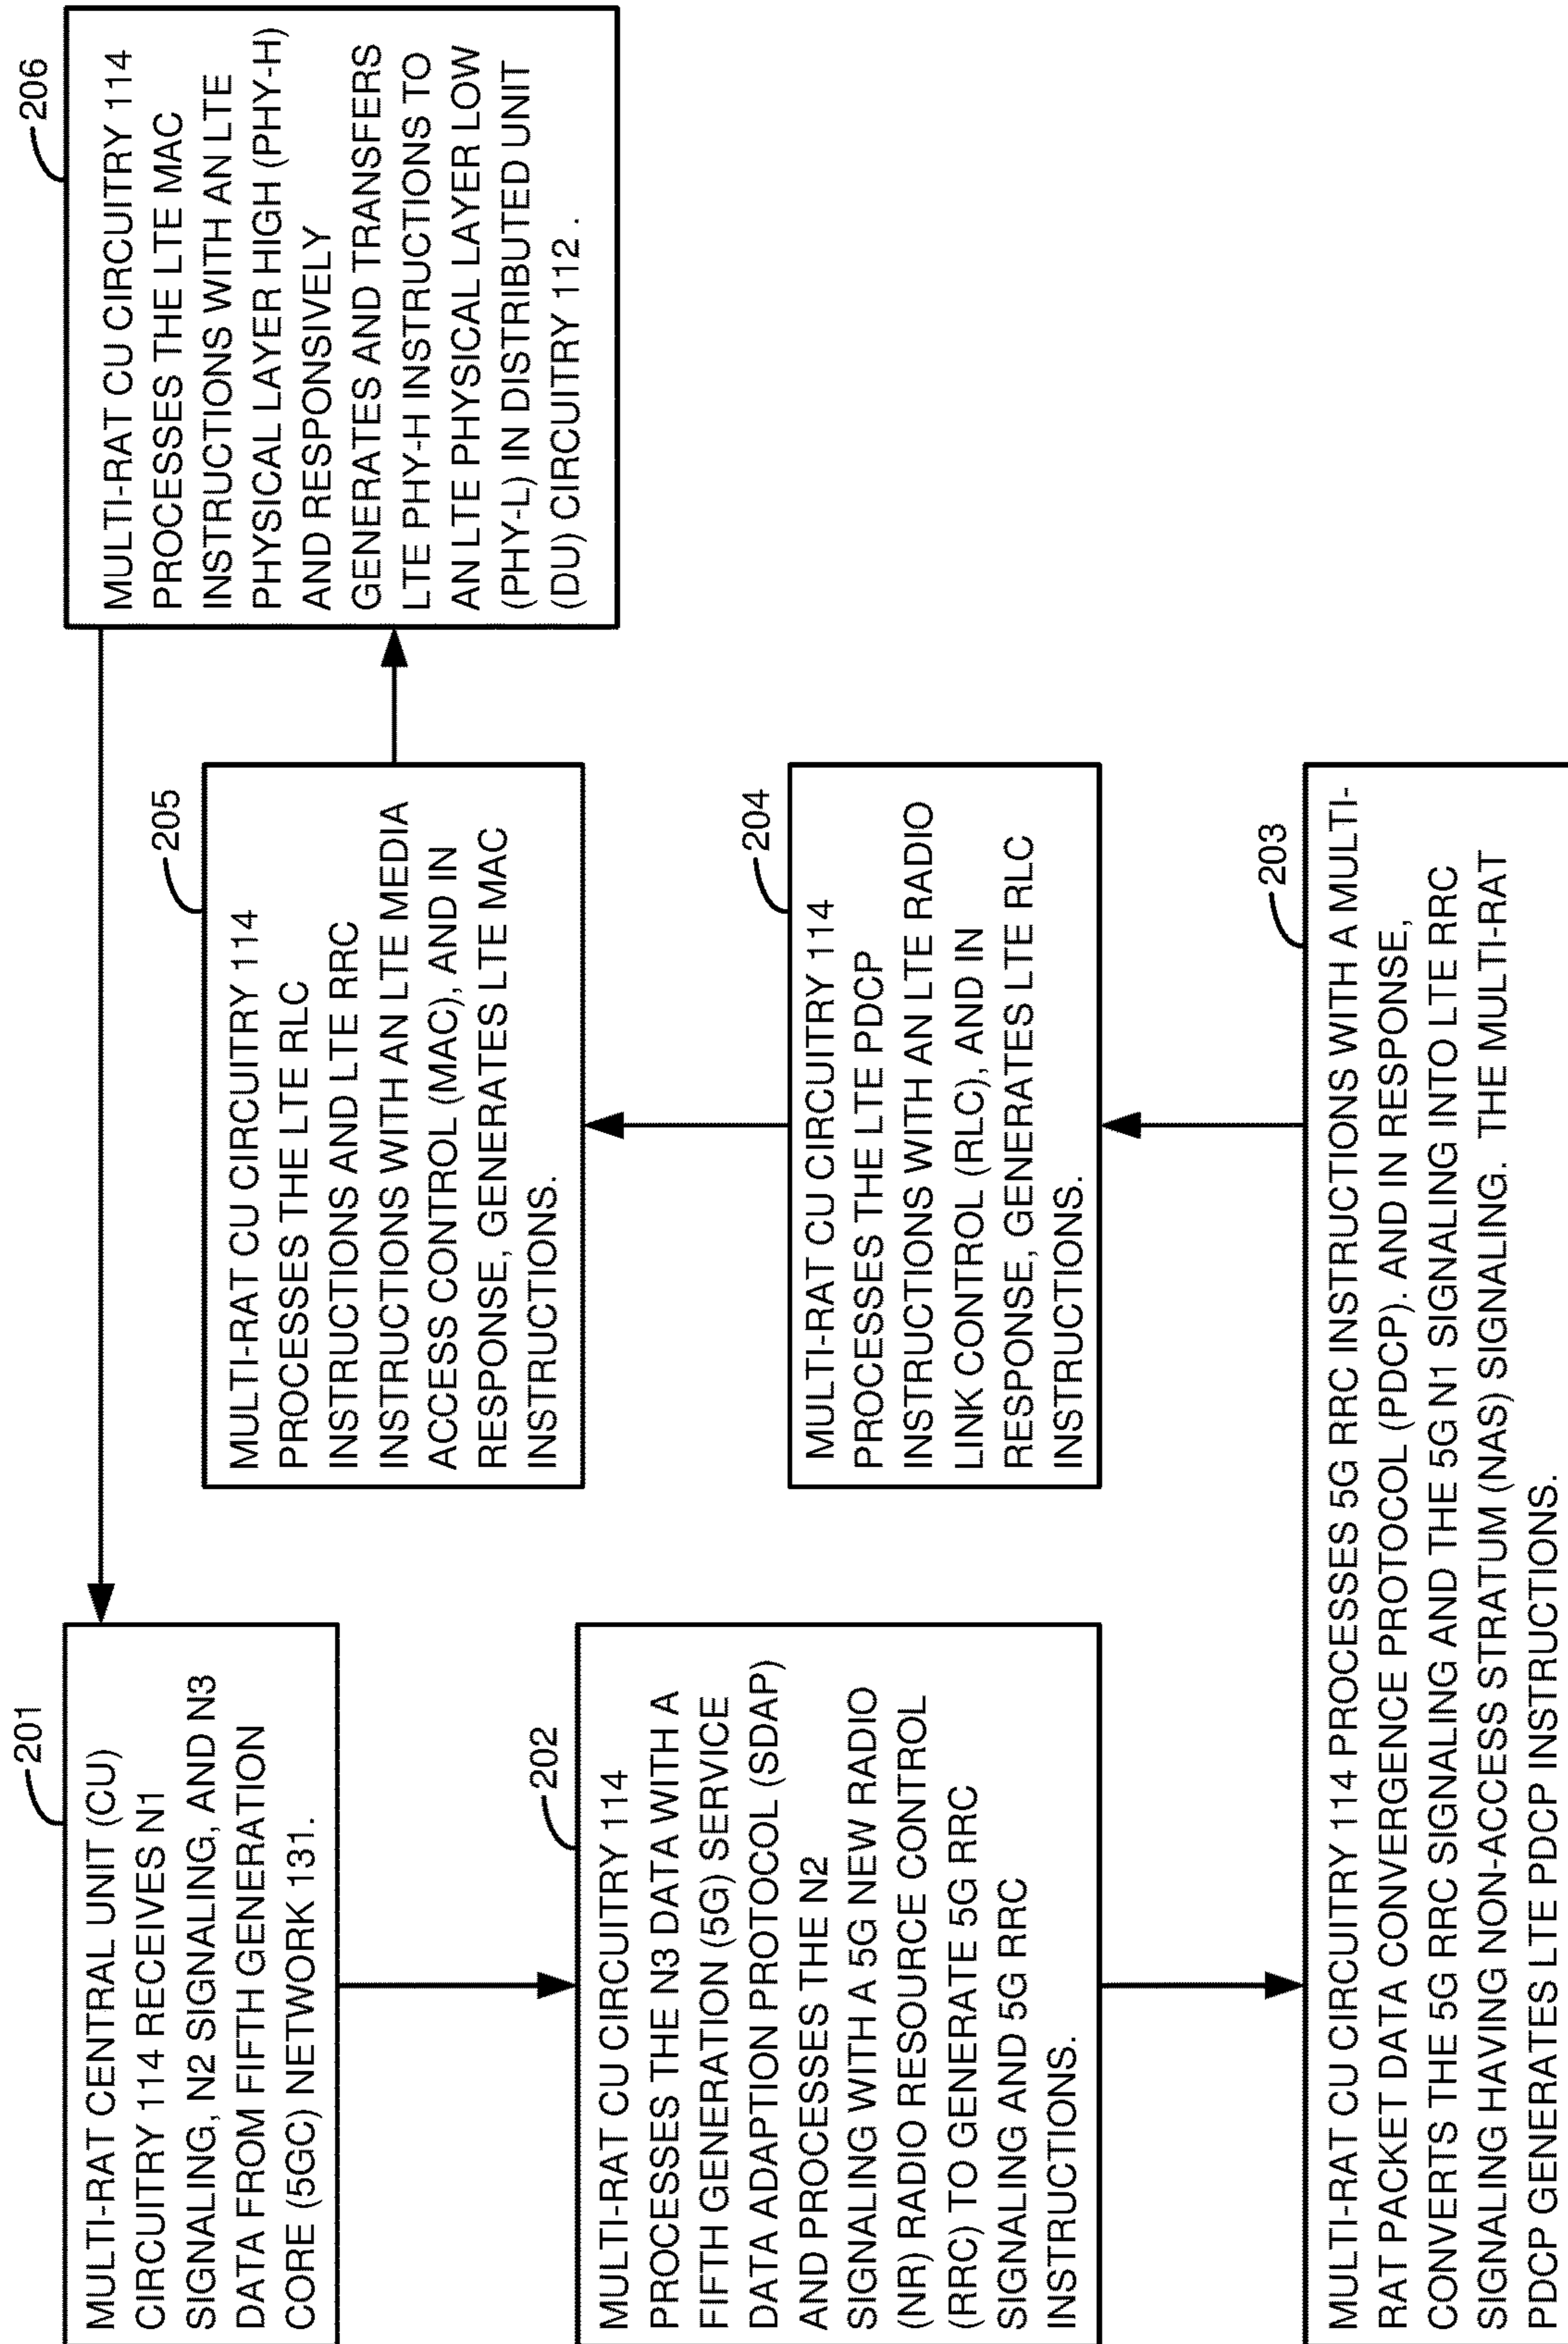 201
MULTI-RAT CENTRAL UNIT (CU)
CIRCUITRY 114 RECEIVES N1
SIGNALING, N2 SIGNALING, AND N3
DATA FROM FIFTH GENERATION
CORE (5GC) NETWORK 131.
202
MULTI-RAT CU CIRCUITRY 114
PROCESSES THE N3 DATA WITH A
FIFTH GENERATION (5G) SERVICE
DATA ADAPTION PROTOCOL (SDAP)
AND PROCESSES THE N2
SIGNALING WITH A 5G NEW RADIO
(NR) RADIO RESOURCE CONTROL
(RRC) TO GENERATE 5G RRC
SIGNALING AND 5G RRC
INSTRUCTIONS.
203
MULTI-RAT CU CIRCUITRY 114 PROCESSES 5G RRC INSTRUCTIONS WITH A MULTI-
RAT PACKET DATA CONVERGENCE PROTOCOL (PDCP). AND IN RESPONSE,
CONVERTS THE 5G RRC SIGNALING AND THE 5G N1 SIGNALING INTO LTE RRC
SIGNALING HAVING NON-ACCESS STRATUM (NAS) SIGNALING. THE MULTI-RAT
PDCP GENERATES LTE PDCP INSTRUCTIONS.
204
MULTI-RAT CU CIRCUITRY 114
PROCESSES THE LTE PDCP
INSTRUCTIONS WITH AN LTE RADIO
LINK CONTROL (RLC), AND IN
RESPONSE, GENERATES LTE RLC
INSTRUCTIONS.
205
MULTI-RAT CU CIRCUITRY 114
PROCESSES THE LTE RLC
INSTRUCTIONS AND LTE RRC
INSTRUCTIONS WITH AN LTE MEDIA
ACCESS CONTROL (MAC), AND IN
RESPONSE, GENERATES LTE MAC
INSTRUCTIONS.
206
MULTI-RAT CU CIRCUITRY 114
PROCESSES THE LTE MAC
INSTRUCTIONS WITH AN LTE
PHYSICAL LAYER HIGH (PHY-H)
AND RESPONSIVELY
GENERATES AND TRANSFERS
LTE PHY-H INSTRUCTIONS TO
AN LTE PHYSICAL LAYER LOW
(PHY-L) IN DISTRIBUTED UNIT
(DU) CIRCUITRY 112 .